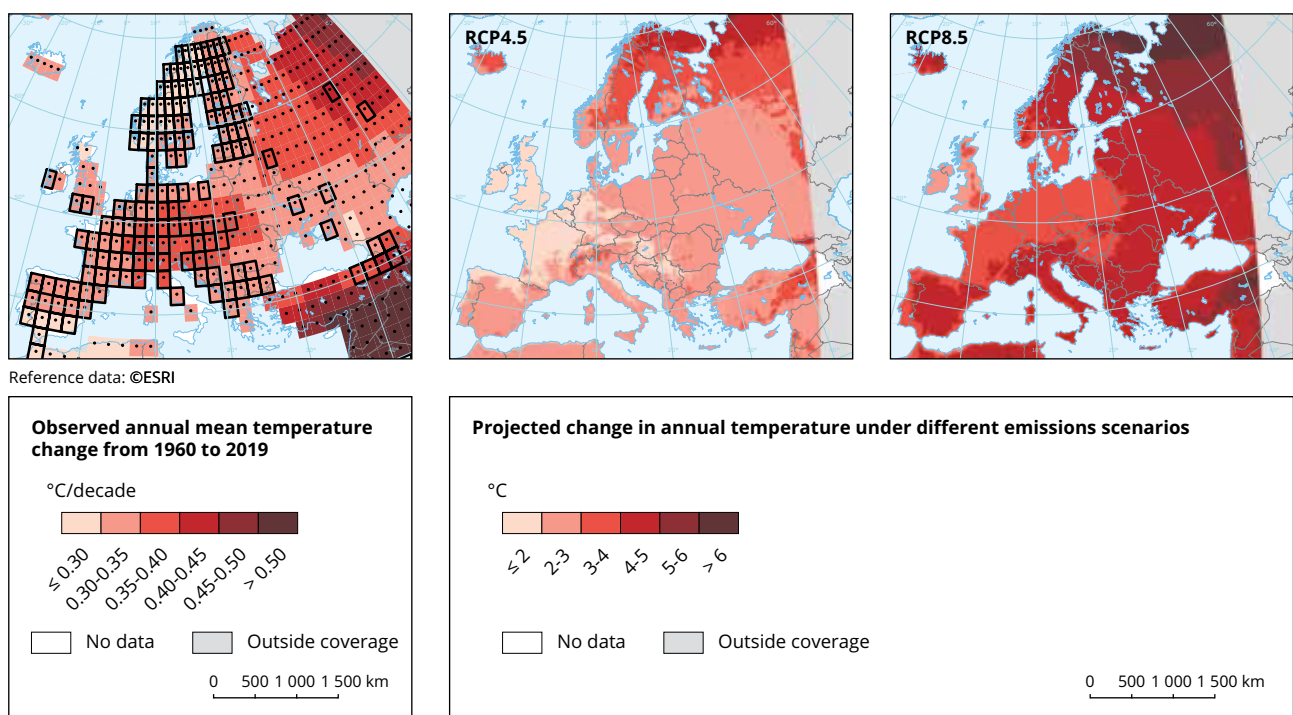 RCP4.5
RCP8.5
Reference data: ©ESRI
Observed annual mean temperature
change from 1960 to 2019
°C/decade
≤ 0.30
0.30-0.35
0.35-0.40
0.40-0.45
0.45-0.50
> 0.50
No data
Outside coverage
0 500 1 000 1 500 km
Projected change in annual temperature under different emissions scenarios
°C
≤ 2
2-3
3-4
4-5
5-6
> 6
No data
Outside coverage
0 500 1 000 1 500 km